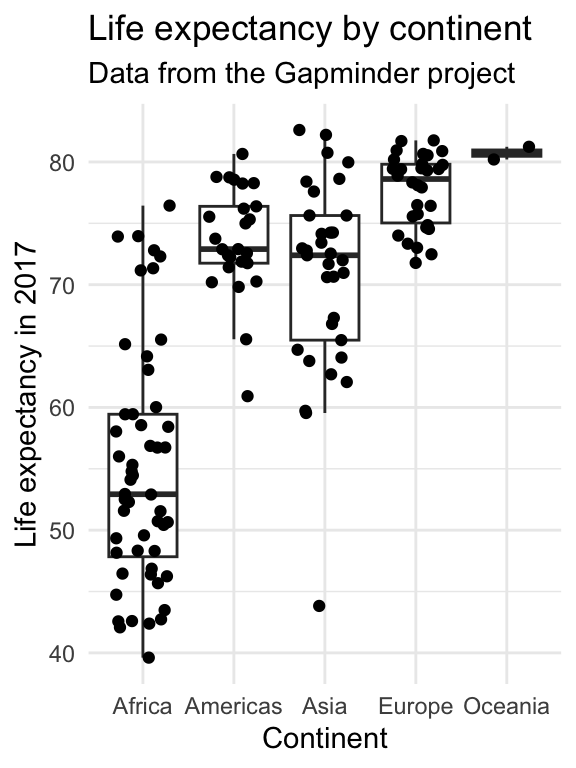 Life expectancy by continent
Data from the Gapminder project
Life expectancy in 2017
80
70
60
50
40
Africa Americas Asia Europe Oceania
Continent